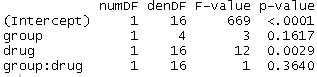 numDF denDF F-value p-value
(Intercept) 1 16 669 <.0001
group 1 4 3 0.1617
drug 1 16 12 0.0029
group:drug 1 16 1 0.3640